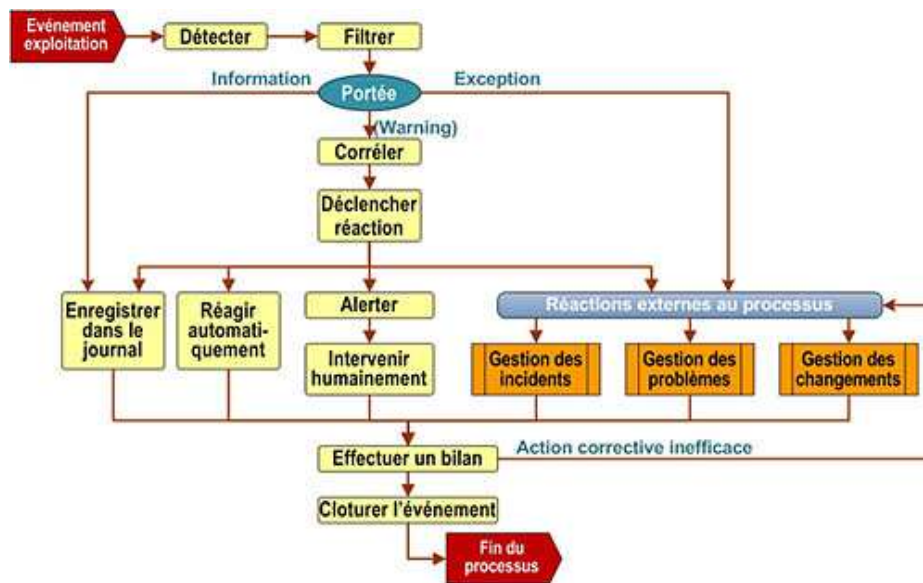 Evénement
exploitation
Détecter
Filtrer
Information
Portée
Exception
(Warning)
Corréler
Déclencher
réaction
Enregistrer
dans le
journal
Réagir
automati-
quement
Alerter
Intervenir
humainement
Réactions externes au processus
Gestion des
incidents
Gestion des
problèmes
Gestion des
changements
Effectuer un bilan
Action corrective inefficace
Cloturer l'événement
Fin du
processus